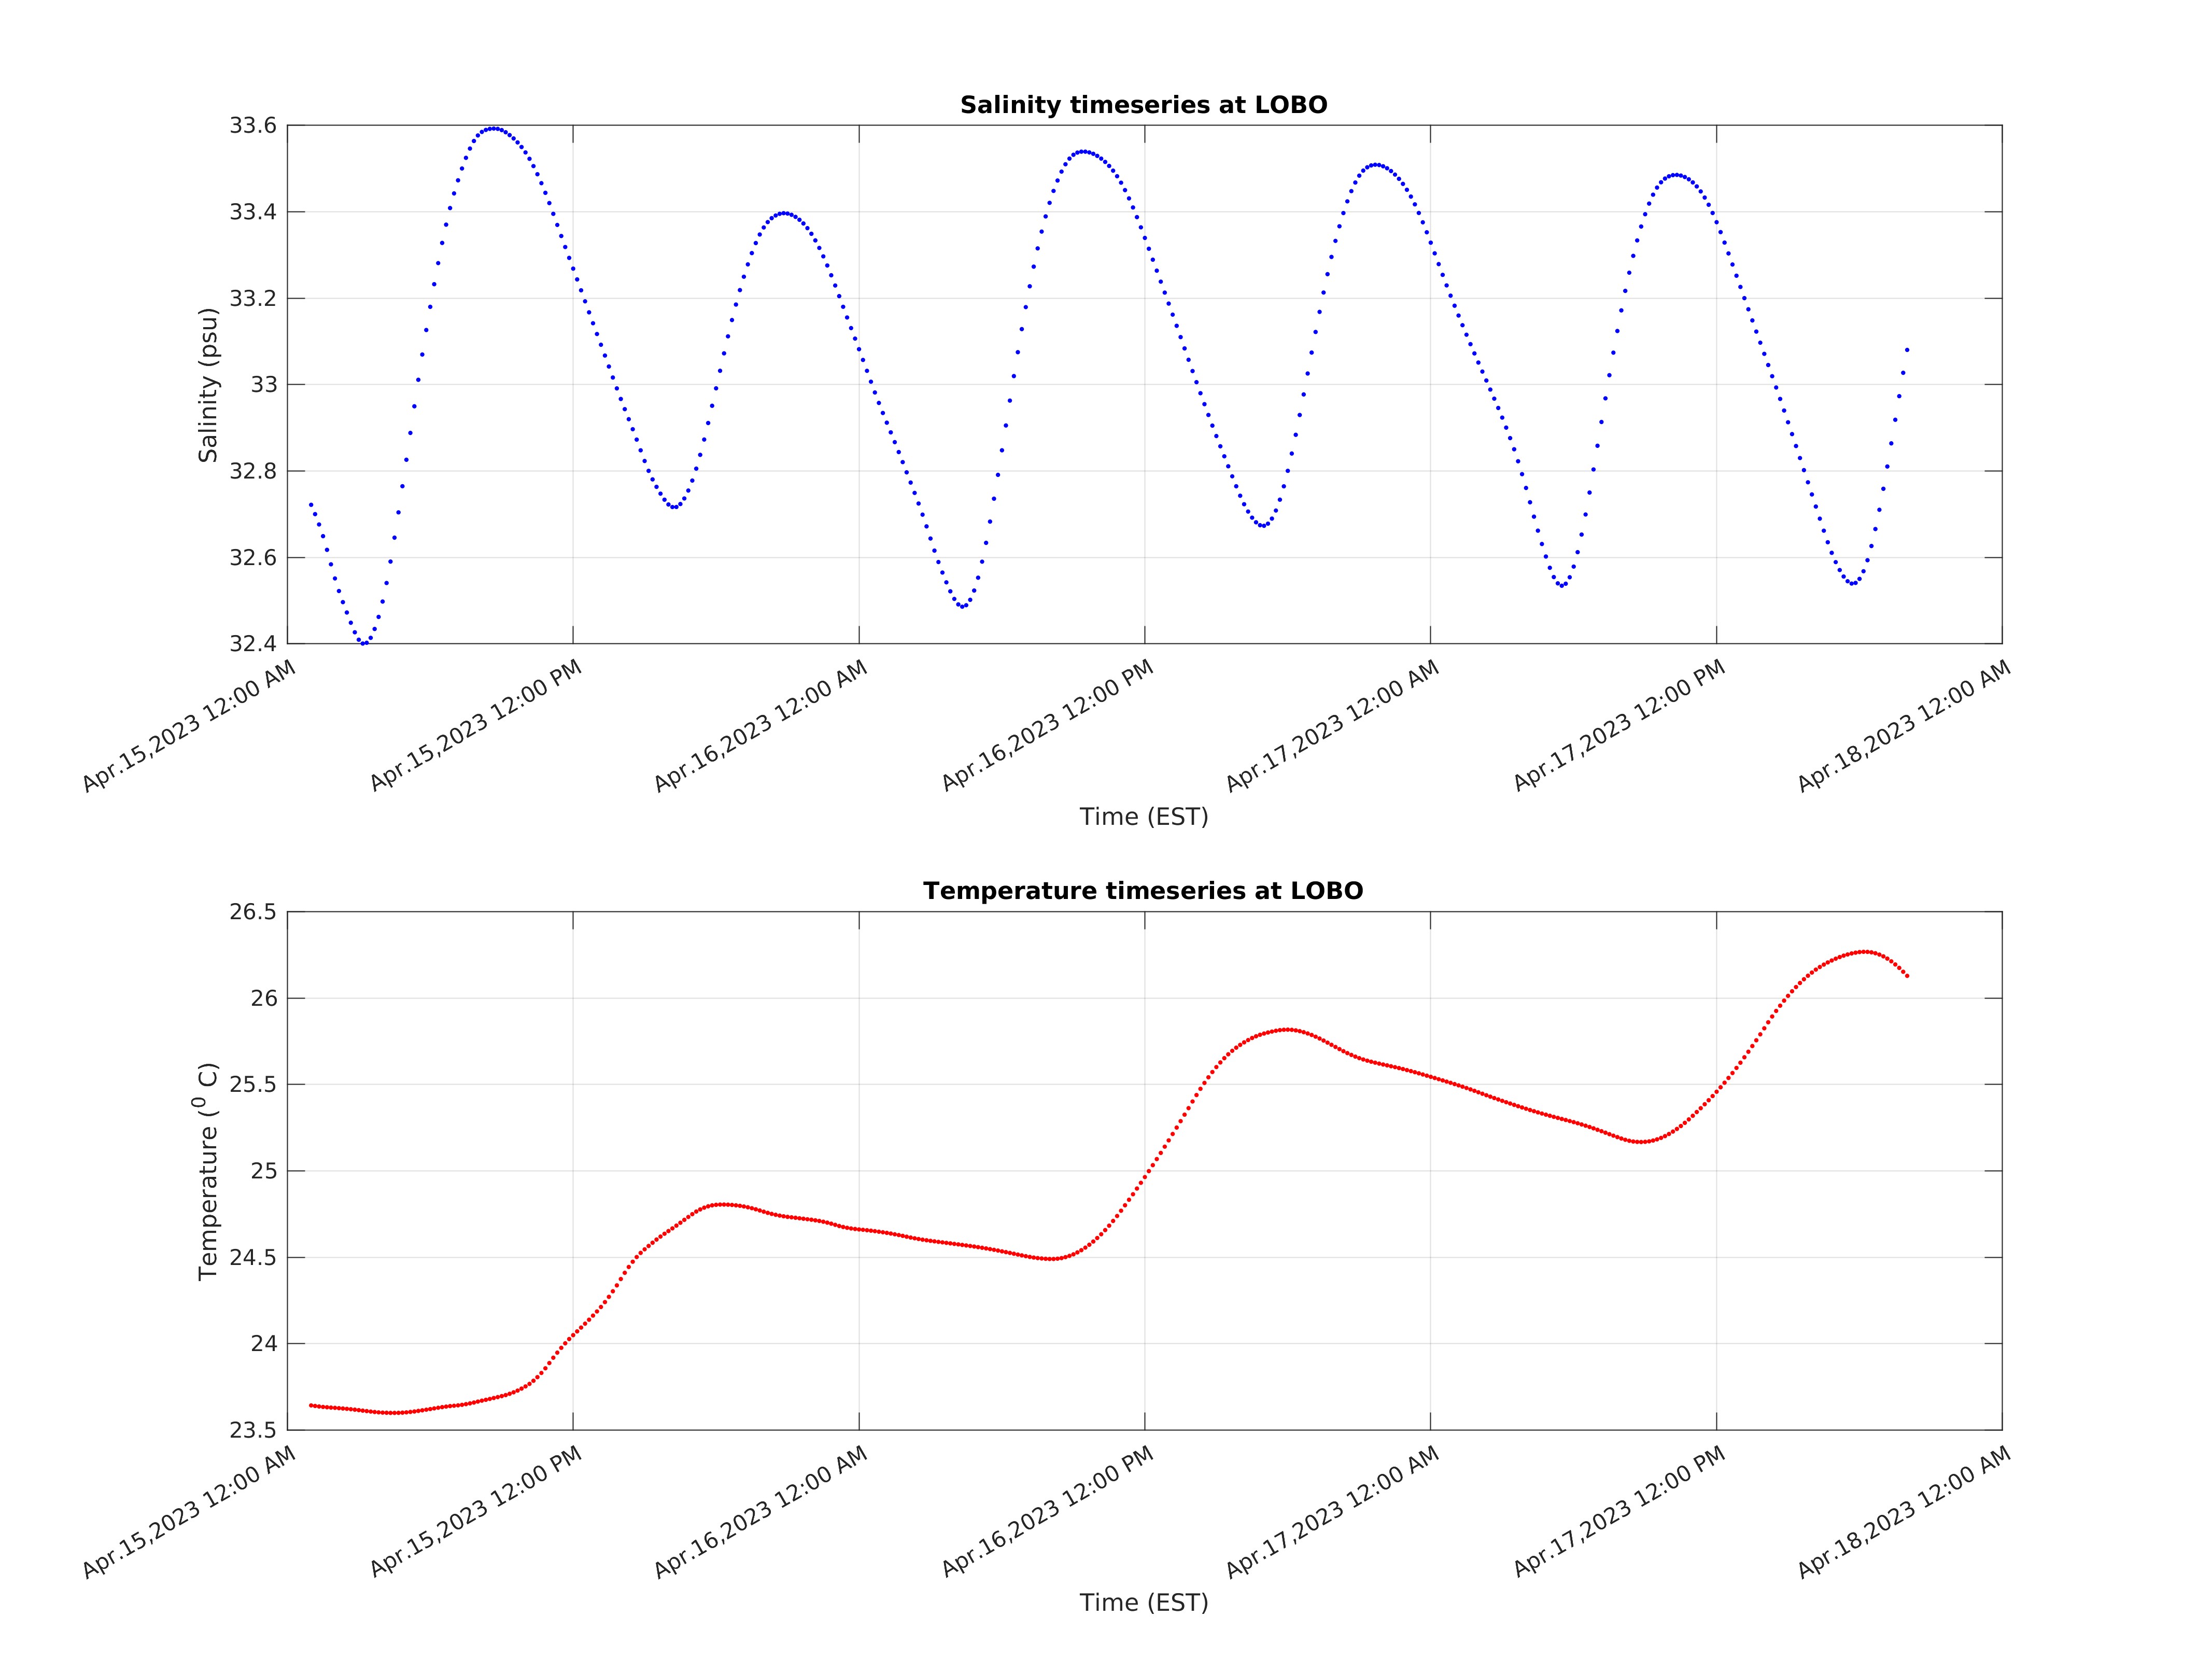 Salinity timeseries at LOBO
Salinity (psu)
33.6
33.4
33.2
33
32.8
32.6
32.4
Apr.15,2023 12:00 AM
Apr.15,2023 12:00 PM
Apr.16,2023 12:00 AM
Apr.16,2023 12:00 PM
Apr.17,2023 12:00 AM
Apr.17,2023 12:00 PM
Apr.18,2023 12:00 AM
Time (EST)
Temperature timeseries at LOBO
Temperature (⁰ C)
26.5
26
25.5
25
24.5
24
23.5
Apr.15,2023 12:00 AM
Apr.15,2023 12:00 PM
Apr.16,2023 12:00 AM
Apr.16,2023 12:00 PM
Apr.17,2023 12:00 AM
Apr.17,2023 12:00 PM
Apr.18,2023 12:00 AM
Time (EST)